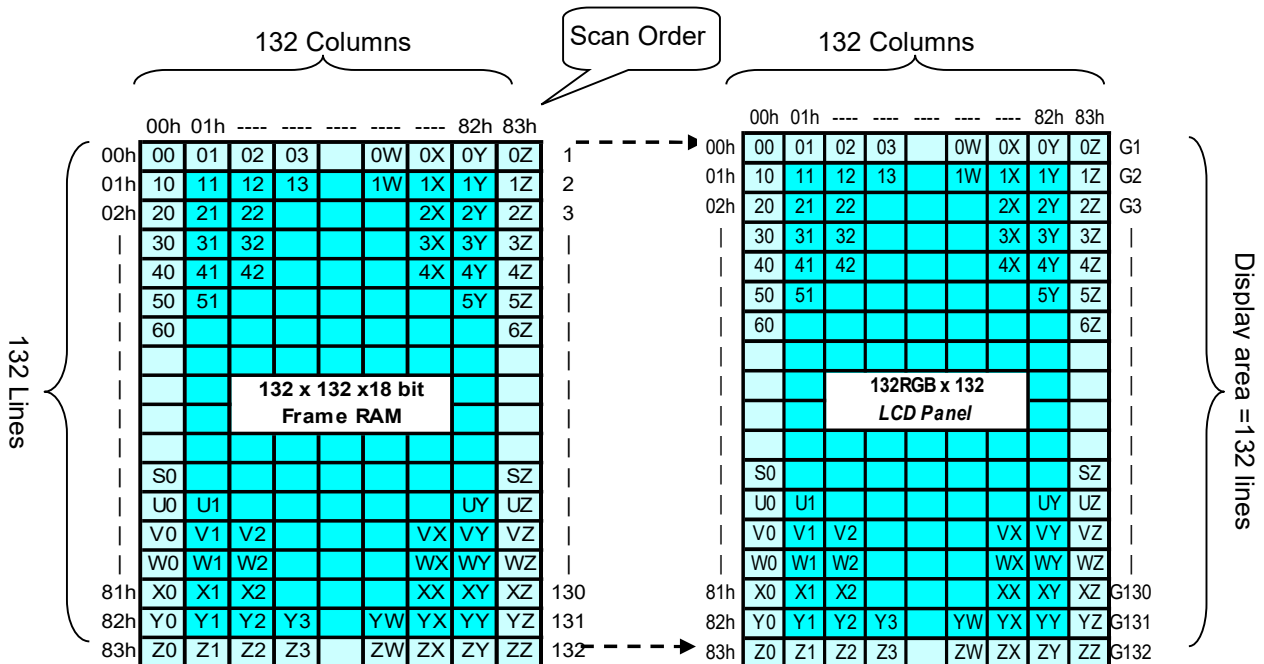 132 Columns Scan Order 132 Columns
00h 01h ---- ---- ---- ---- ---- 82h 83h 00h 01h ---- ---- ---- ---- ---- 82h 83h
00h 00 01 02 03 0W 0X 0Y 0Z 1 00h 00 01 02 03 0W 0X 0Y 0Z G1
01h 10 11 12 13 1W 1X 1Y 1Z 2 01h 10 11 12 13 1W 1X 1Y 1Z G2
02h 20 21 22 2X 2Y 2Z 3 02h 20 21 22 2X 2Y 2Z G3
30 31 32 3X 3Y 3Z 30 31 32 3X 3Y 3Z
40 41 42 4X 4Y 4Z 40 41 42 4X 4Y 4Z
50 51 5Y 5Z 50 51 5Y 5Z
60 6Z 60 6Z
132 Lines
132 x 132 x18 bit
Frame RAM
132RGB x 132
LCD Panel
Display area =132 lines
S0 SZ S0 SZ
U0 U1 UY UZ U0 U1 UY UZ
V0 V1 V2 VX VY VZ V0 V1 V2 VX VY VZ
W0 W1 W2 WX WY WZ W0 W1 W2 WX WY WZ
81h X0 X1 X2 XX XY XZ 130 81h X0 X1 X2 XX XY XZ G130
82h Y0 Y1 Y2 Y3 YW YX YY YZ 131 82h Y0 Y1 Y2 Y3 YW YX YY YZ G131
83h Z0 Z1 Z2 Z3 ZW ZX ZY ZZ 132 83h Z0 Z1 Z2 Z3 ZW ZX ZY ZZ G132